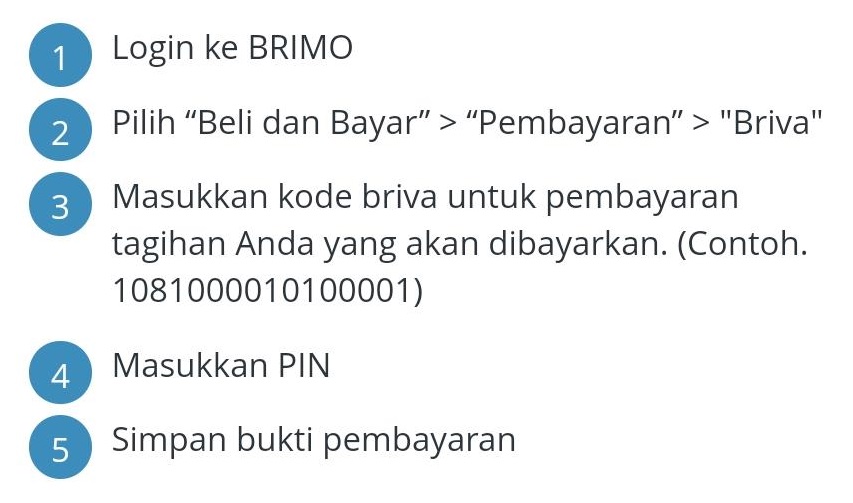 1 Login ke BRIMO
2 Pilih “Beli dan Bayar” > “Pembayaran” > "Briva"
3 Masukkan kode briva untuk pembayaran
tagihan Anda yang akan dibayarkan. (Contoh.
1081000010100001)
4 Masukkan PIN
5 Simpan bukti pembayaran